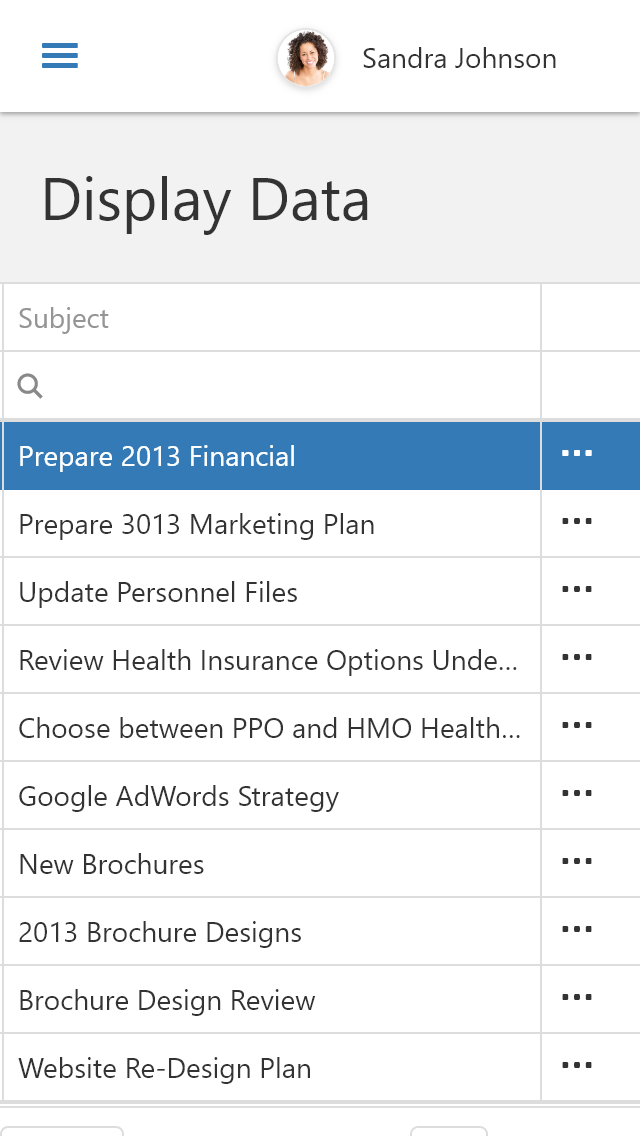 Sandra Johnson
Display Data
Subject
Prepare 2013 Financial
Prepare 3013 Marketing Plan
Update Personnel Files
Review Health Insurance Options Unde...
Choose between PPO and HMO Health...
Google AdWords Strategy
New Brochures
2013 Brochure Designs
Brochure Design Review
Website Re-Design Plan